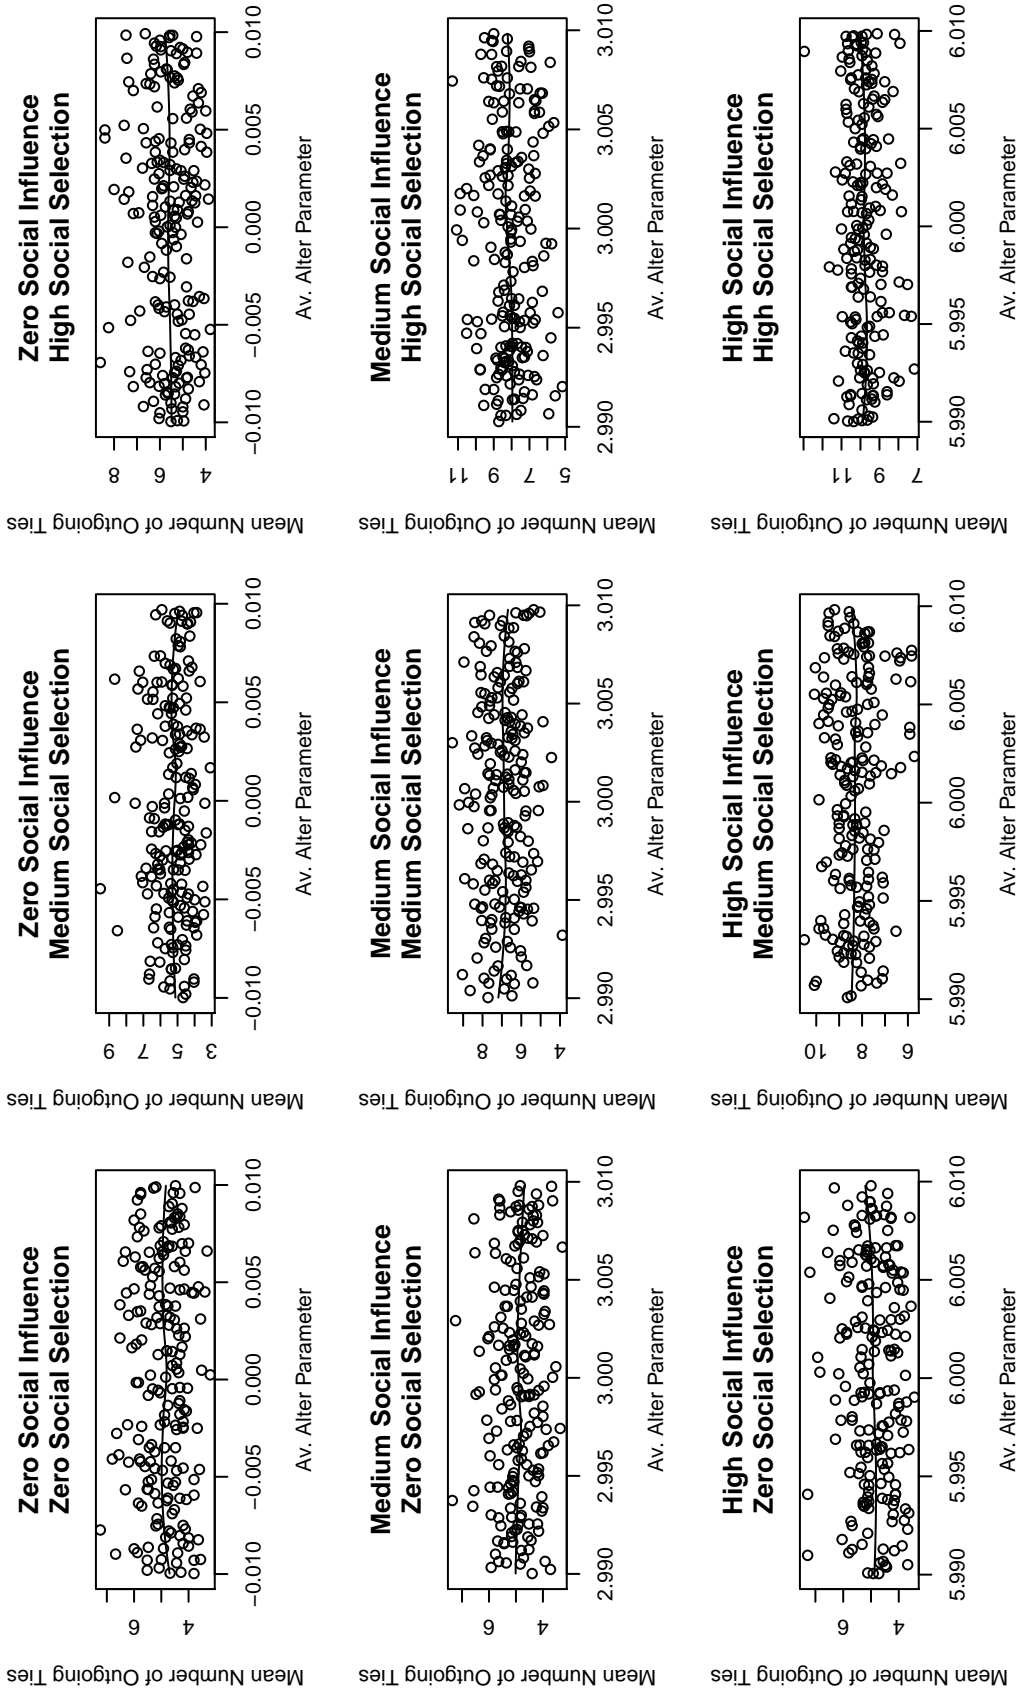 Zero Social Influence
Zero Social Selection
Mean Number of Outgoing Ties
6
4
−0.010 −0.005 0.000 0.005 0.010
Av. Alter Parameter
Zero Social Influence
Medium Social Selection
Mean Number of Outgoing Ties
9
7
5
3
−0.010 −0.005 0.000 0.005 0.010
Av. Alter Parameter
Zero Social Influence
High Social Selection
Mean Number of Outgoing Ties
8
6
4
−0.010 −0.005 0.000 0.005 0.010
Av. Alter Parameter
Medium Social Influence
Zero Social Selection
Mean Number of Outgoing Ties
6
4
2.990 2.995 3.000 3.005 3.010
Av. Alter Parameter
Medium Social Influence
Medium Social Selection
Mean Number of Outgoing Ties
8
6
4
2.990 2.995 3.000 3.005 3.010
Av. Alter Parameter
Medium Social Influence
High Social Selection
Mean Number of Outgoing Ties
11
9
7
5
2.990 2.995 3.000 3.005 3.010
Av. Alter Parameter
High Social Influence
Zero Social Selection
Mean Number of Outgoing Ties
6
4
5.990 5.995 6.000 6.005 6.010
Av. Alter Parameter
High Social Influence
Medium Social Selection
Mean Number of Outgoing Ties
10
8
6
5.990 5.995 6.000 6.005 6.010
Av. Alter Parameter
High Social Influence
High Social Selection
Mean Number of Outgoing Ties
11
9
7
5.990 5.995 6.000 6.005 6.010
Av. Alter Parameter